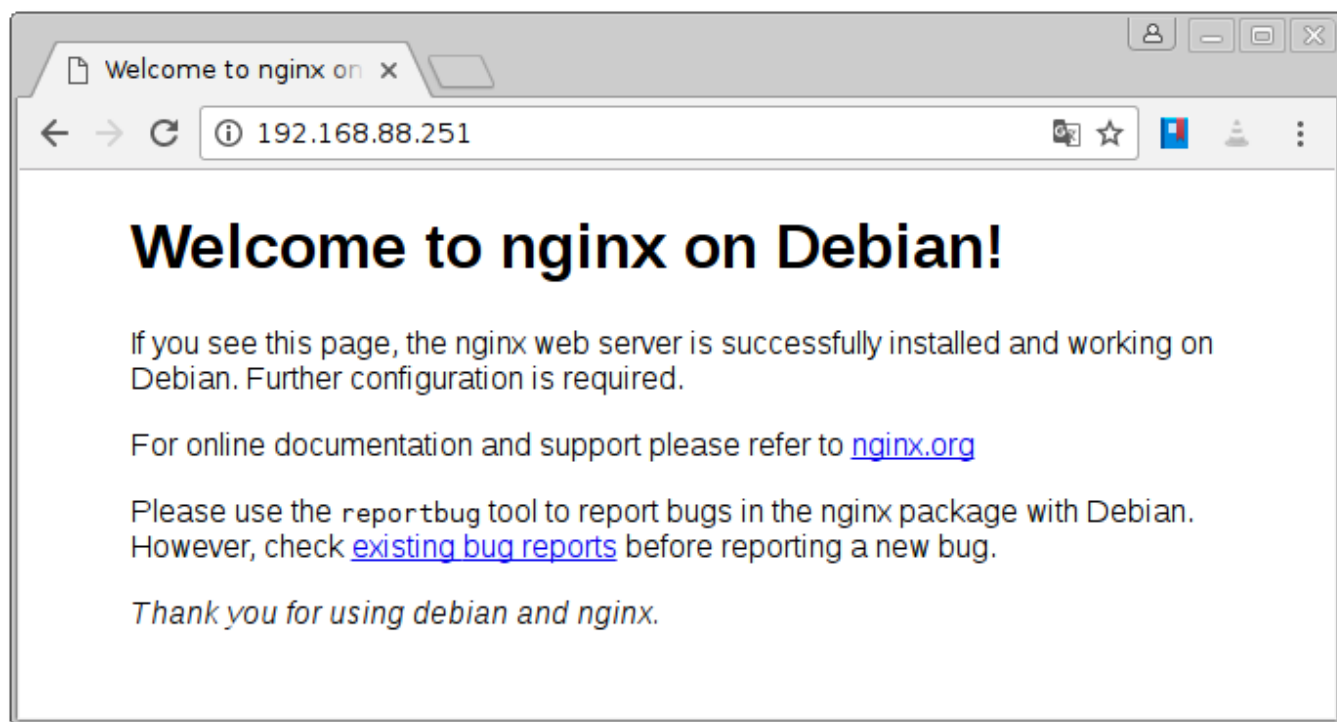 Welcome to nginx on
192.168.88.251
Welcome to nginx on Debian!
If you see this page, the nginx web server is successfully installed and working on
Debian. Further configuration is required.
For online documentation and support please refer to nginx.org
Please use the reportbug tool to report bugs in the nginx package with Debian.
However, check existing bug reports before reporting a new bug.
Thank you for using debian and nginx.